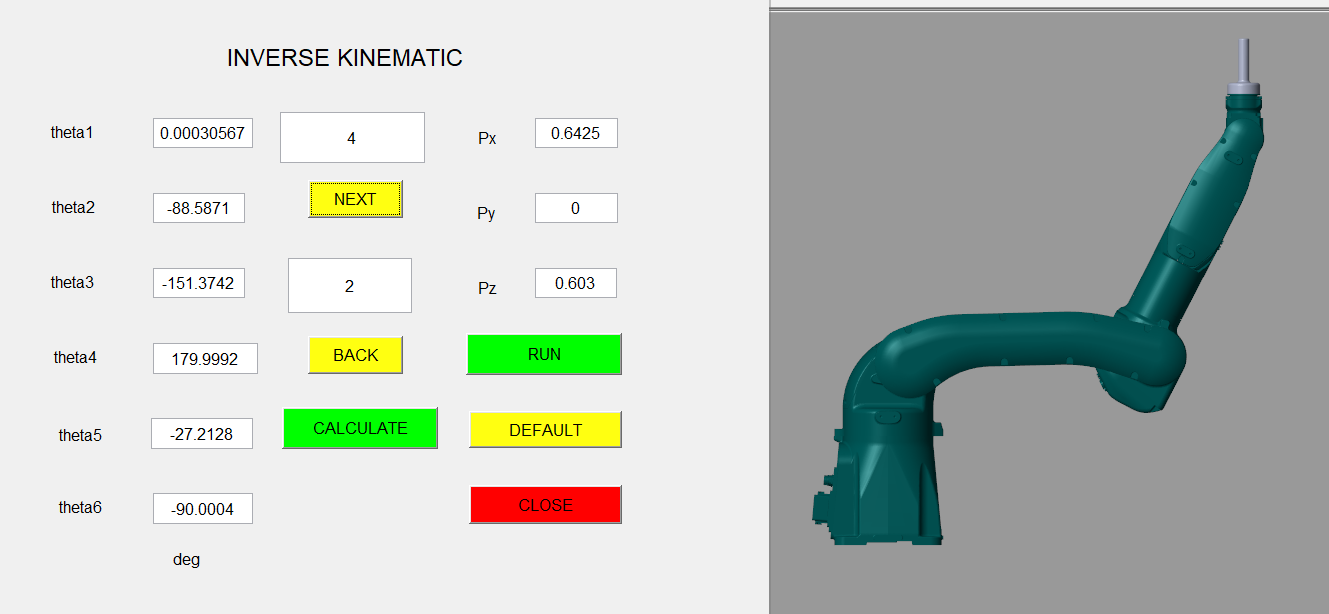 INVERSE KINEMATIC
theta1 0.00030567 4 Px 0.6425
NEXT
theta2 -88.5871 Py 0
theta3 -151.3742 2 Pz 0.603
theta4 179.9992 BACK RUN
theta5 -27.2128 CALCULATE DEFAULT
theta6 -90.0004 CLOSE
deg